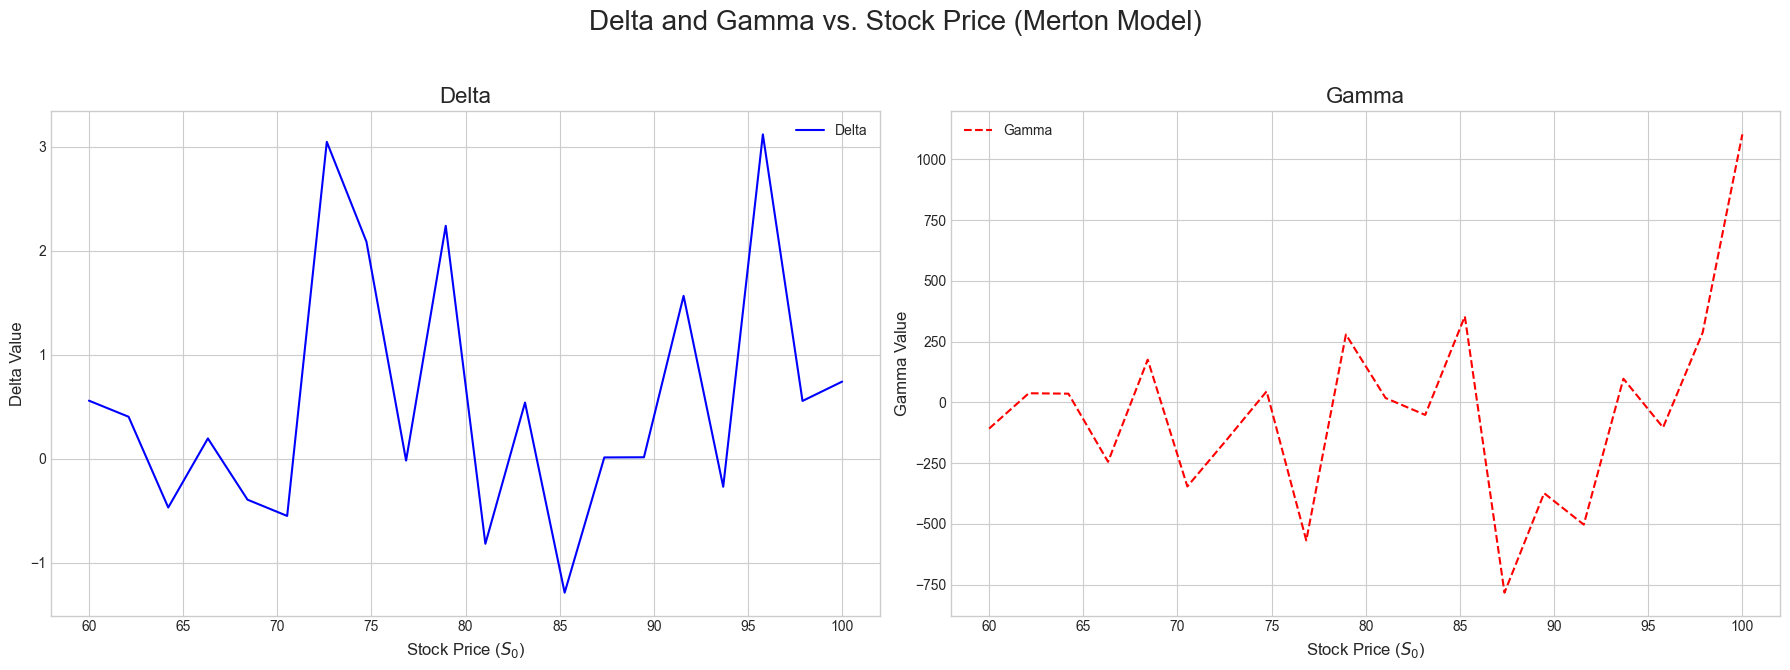 Delta and Gamma vs. Stock Price (Merton Model)
Delta
Delta
3
2
1
0
−1
Delta Value
60 65 70 75 80 85 90 95 100
Stock Price (S₀)
Gamma
Gamma
1000
750
500
250
0
−250
−500
−750
Gamma Value
60 65 70 75 80 85 90 95 100
Stock Price (S₀)